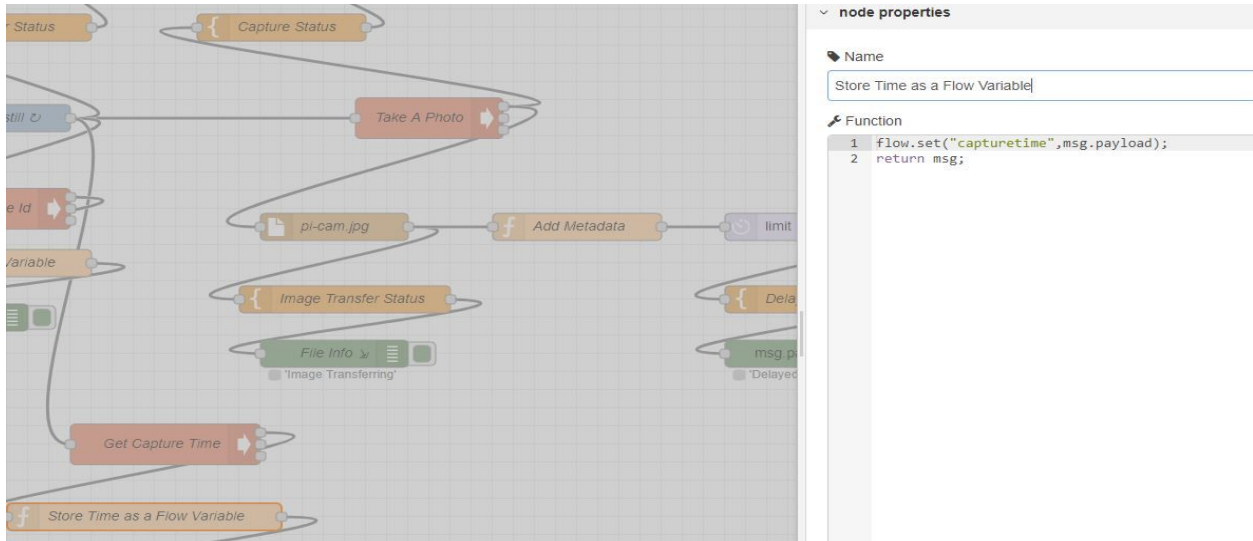 Status
Capture Status
still ↻
Take A Photo
e Id
pi-cam.jpg
Add Metadata
limit
Variable
Image Transfer Status
Dela
File Info
msg.pa
'Image Transferring'
'Delayed
Get Capture Time
Store Time as a Flow Variable
node properties
Name
Store Time as a Flow Variable
Function
1 flow.set("capturetime",msg.payload);
2 return msg;